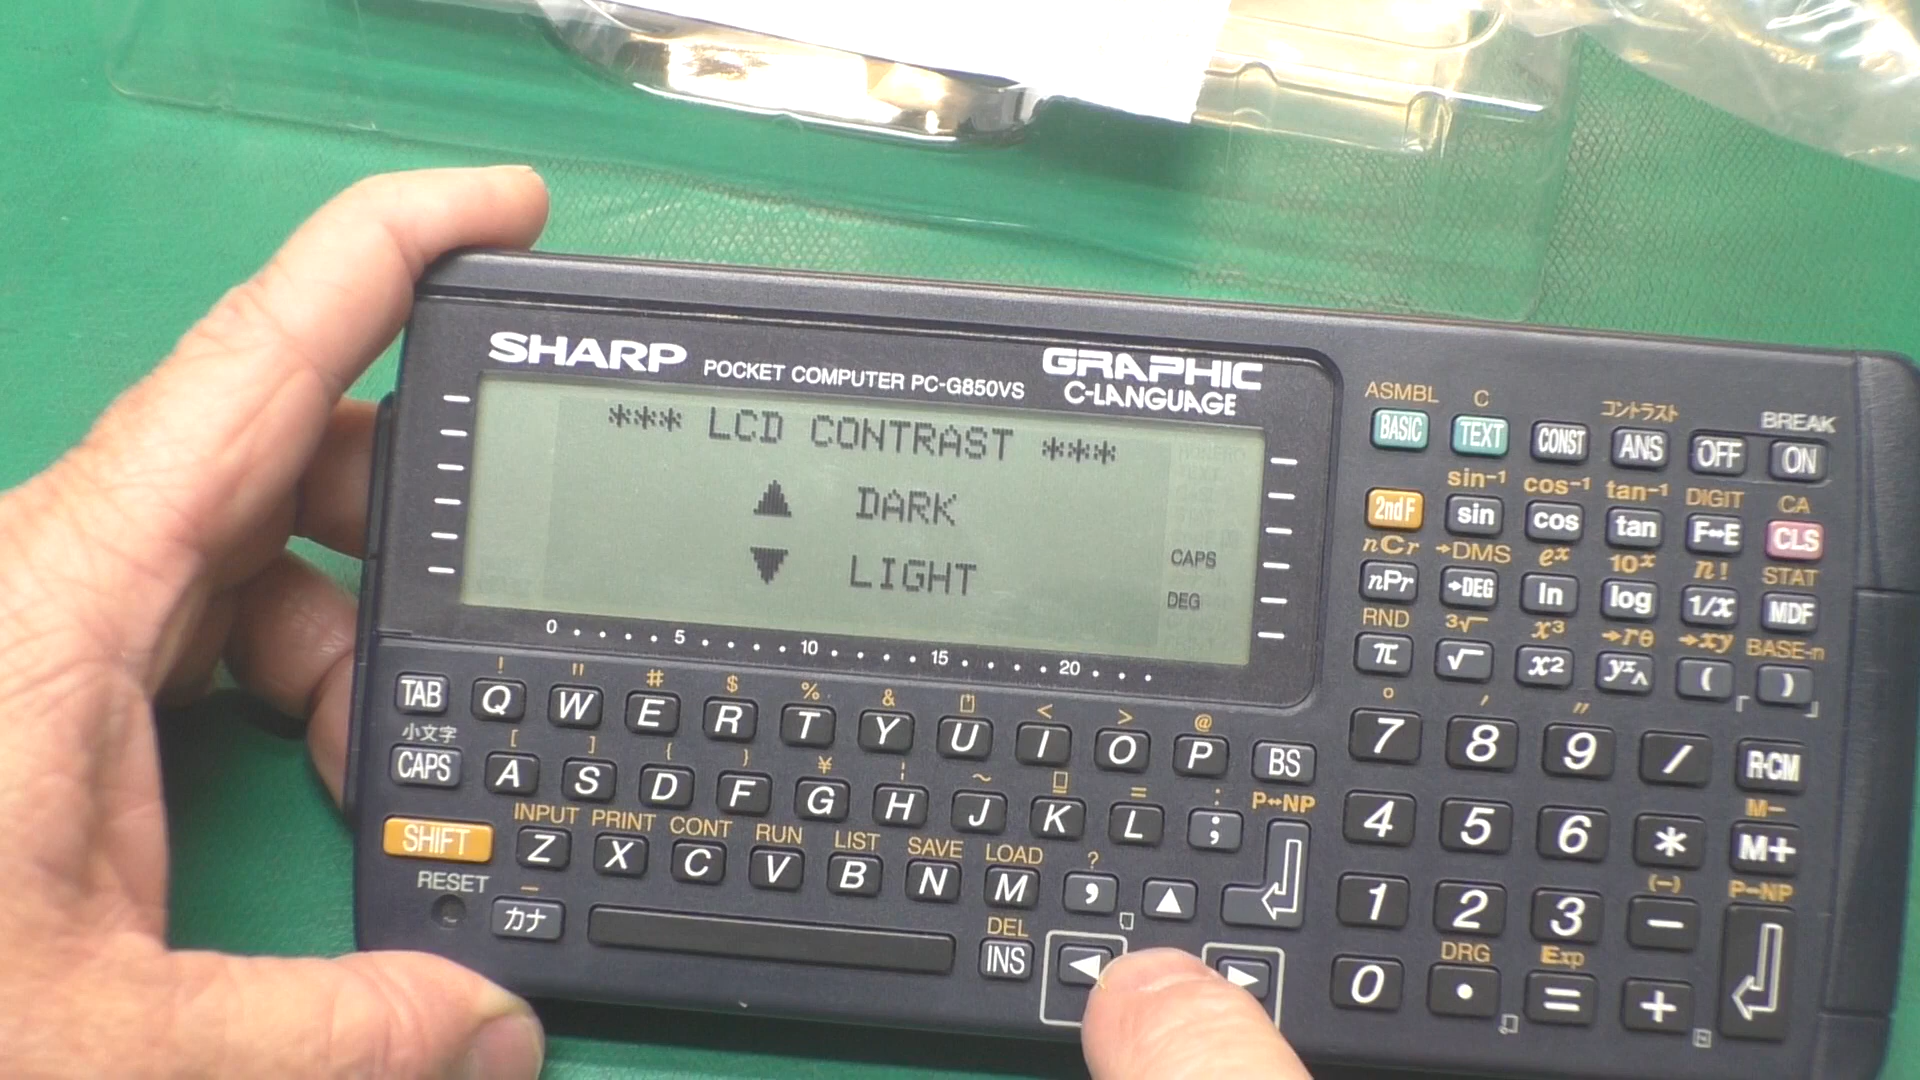 SHARP POCKET COMPUTER PC-G850VS GRAPHIC
C-LANGUAGE
*** LCD CONTRAST ***
▲ DARK
▼ LIGHT
CAPS
DEG
0 . . . . 5 . . . . 10 . . . . 15 . . . . 20 . . .
ASMBL C コントラスト BREAK
BASIC TEXT CONST ANS OFF ON
sin⁻¹ cos⁻¹ tan⁻¹ DIGIT CA
2ndF sin cos tan F↔E CLS
nCr →DMS eˣ 10ˣ n! STAT
nPr →DEG ln log 1/x MDF
RND ³√ x³ →rθ →xy BASE-n
π √ x² yˣ^ ( )
! " # $ % & < > @
TAB Q W E R T Y U I O P BS
小文字 [ ] { } ¥ ¦ ~ = : P↔NP
CAPS A S D F G H J K L ;
INPUT PRINT CONT RUN LIST SAVE LOAD ?
SHIFT Z X C V B N M , ▲
RESET _ DEL
カナ INS ◀ ▶
° ′ ″
7 8 9 / R·CM
M−
4 5 6 * M+
(−) P↔NP
1 2 3 −
DRG Exp
0 • = +